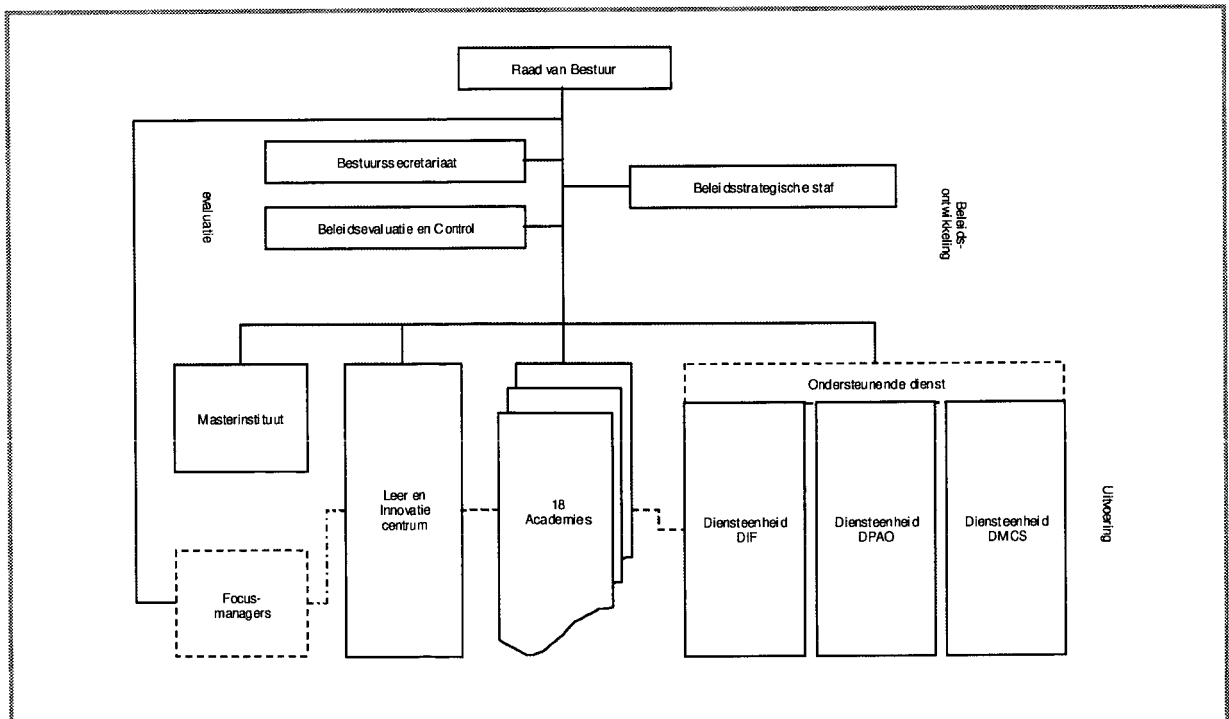 Raad van Bestuur
Bestuurssecretariaat
Beleidsstrategische staf
evaluatie
Beleidsevaluatie en Control
Beleids-
ontwikkeling
Ondersteunende dienst
Masterinstituut
Leer en
Innovatie
centrum
18
Academies
Diensteenheid
DIF
Diensteenheid
DPAO
Diensteenheid
DMCS
Uitvoering
Focus-
managers